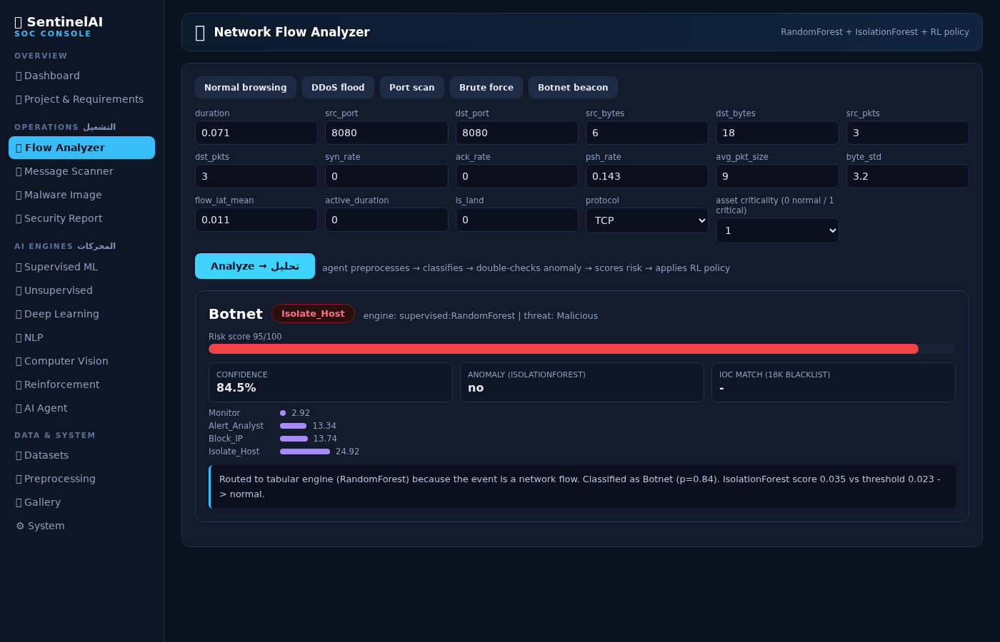 SentinelAI
SOC CONSOLE
OVERVIEW
Dashboard
Project & Requirements
OPERATIONS التشغيل
Flow Analyzer
Message Scanner
Malware Image
Security Report
AI ENGINES المحركات
Supervised ML
Unsupervised
Deep Learning
NLP
Computer Vision
Reinforcement
AI Agent
DATA & SYSTEM
Datasets
Preprocessing
Gallery
⚙ System
Network Flow Analyzer
RandomForest + IsolationForest + RL policy
Normal browsing DDoS flood Port scan Brute force Botnet beacon
duration src_port dst_port src_bytes dst_bytes src_pkts
0.071 8080 8080 6 18 3
dst_pkts syn_rate ack_rate psh_rate avg_pkt_size byte_std
3 0 0 0.143 9 3.2
flow_iat_mean active_duration is_land protocol asset criticality (0 normal / 1
critical)
0.011 0 0 TCP 1
Analyze → تحليل agent preprocesses → classifies → double-checks anomaly → scores risk → applies RL policy
Botnet Isolate_Host engine: supervised:RandomForest | threat: Malicious
Risk score 95/100
CONFIDENCE ANOMALY (ISOLATIONFOREST) IOC MATCH (18K BLACKLIST)
84.5% no -
Monitor 2.92
Alert_Analyst 13.34
Block_IP 13.74
Isolate_Host 24.92
Routed to tabular engine (RandomForest) because the event is a network flow. Classified as Botnet (p=0.84). IsolationForest score 0.035 vs threshold 0.023 -
> normal.